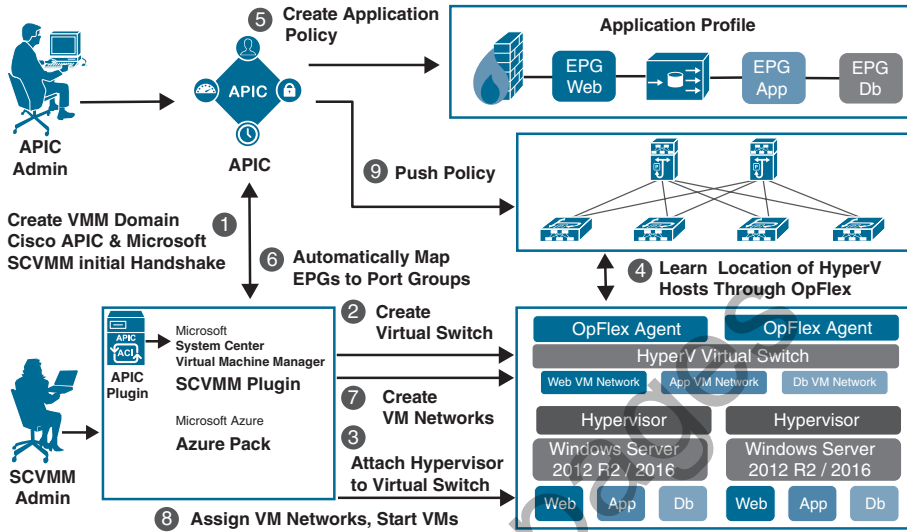 5 Create Application
Policy
Application Profile
EPG
Web
EPG
App
EPG
Db
APIC
APIC
Admin
APIC
9 Push Policy
Create VMM Domain
Cisco APIC & Microsoft
SCVMM initial Handshake
1
6 Automatically Map
EPGs to Port Groups
4 Learn Location of HyperV
Hosts Through OpFlex
2 Create
Virtual Switch
APIC
ACI
APIC
Plugin
Microsoft
System Center
Virtual Machine Manager
SCVMM Plugin
Microsoft Azure
Azure Pack
7 Create
VM Networks
3
Attach Hypervisor
to Virtual Switch
SCVMM
Admin
8 Assign VM Networks, Start VMs
OpFlex Agent
OpFlex Agent
HyperV Virtual Switch
Web VM Network
App VM Network
Db VM Network
Hypervisor
Hypervisor
Windows Server
2012 R2 / 2016
Windows Server
2012 R2 / 2016
Web
App
Db
Web
App
Db
pages